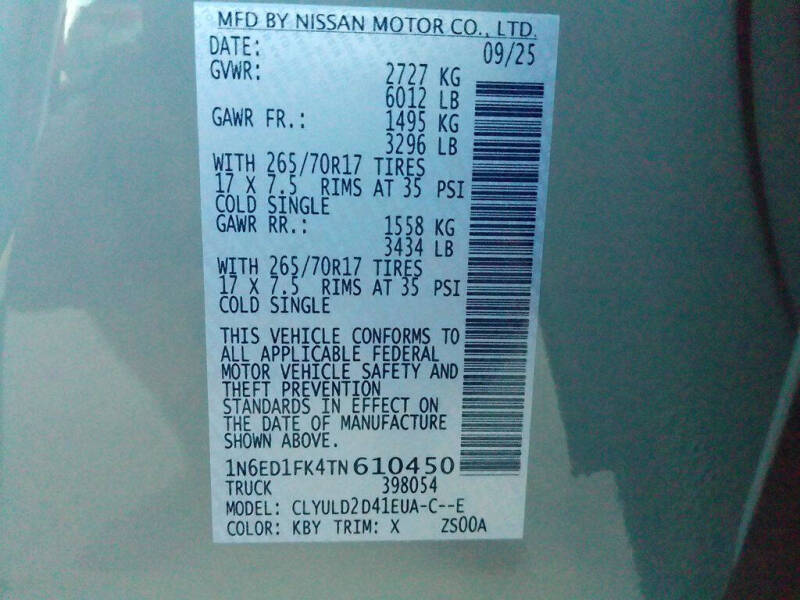 MFD BY NISSAN MOTOR CO., LTD.
DATE: 09/25
GVWR: 2727 KG
6012 LB
GAWR FR.: 1495 KG
3296 LB
WITH 265/70R17 TIRES
17 X 7.5 RIMS AT 35 PSI
COLD SINGLE
GAWR RR.: 1558 KG
3434 LB
WITH 265/70R17 TIRES
17 X 7.5 RIMS AT 35 PSI
COLD SINGLE
THIS VEHICLE CONFORMS TO
ALL APPLICABLE FEDERAL
MOTOR VEHICLE SAFETY AND
THEFT PREVENTION
STANDARDS IN EFFECT ON
THE DATE OF MANUFACTURE
SHOWN ABOVE.
1N6ED1FK4TN610450
TRUCK 398054
MODEL: CLYULD2D41EUA-C--E
COLOR: KBY TRIM: X ZS00A